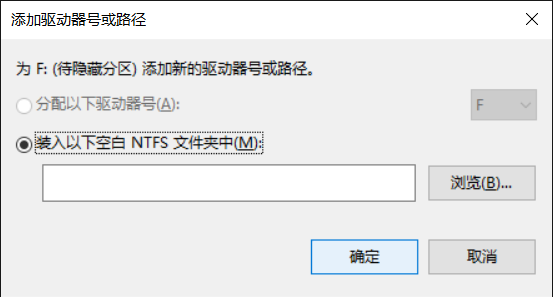 添加驱动器号或路径
为 F: (待隐藏分区) 添加新的驱动器号或路径。
分配以下驱动器号(A):
F
装入以下空白 NTFS 文件夹中(M):
浏览(B)...
确定
取消